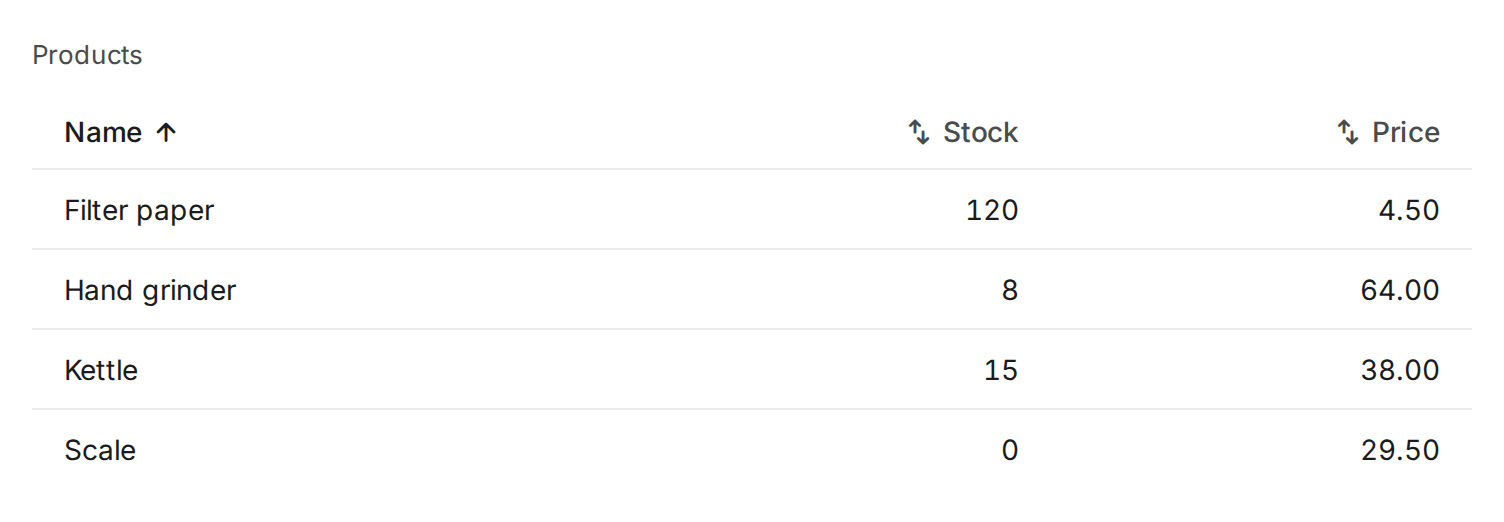 Products
Name Stock Price
Filter paper 120 4.50
Hand grinder 8 64.00
Kettle 15 38.00
Scale 0 29.50